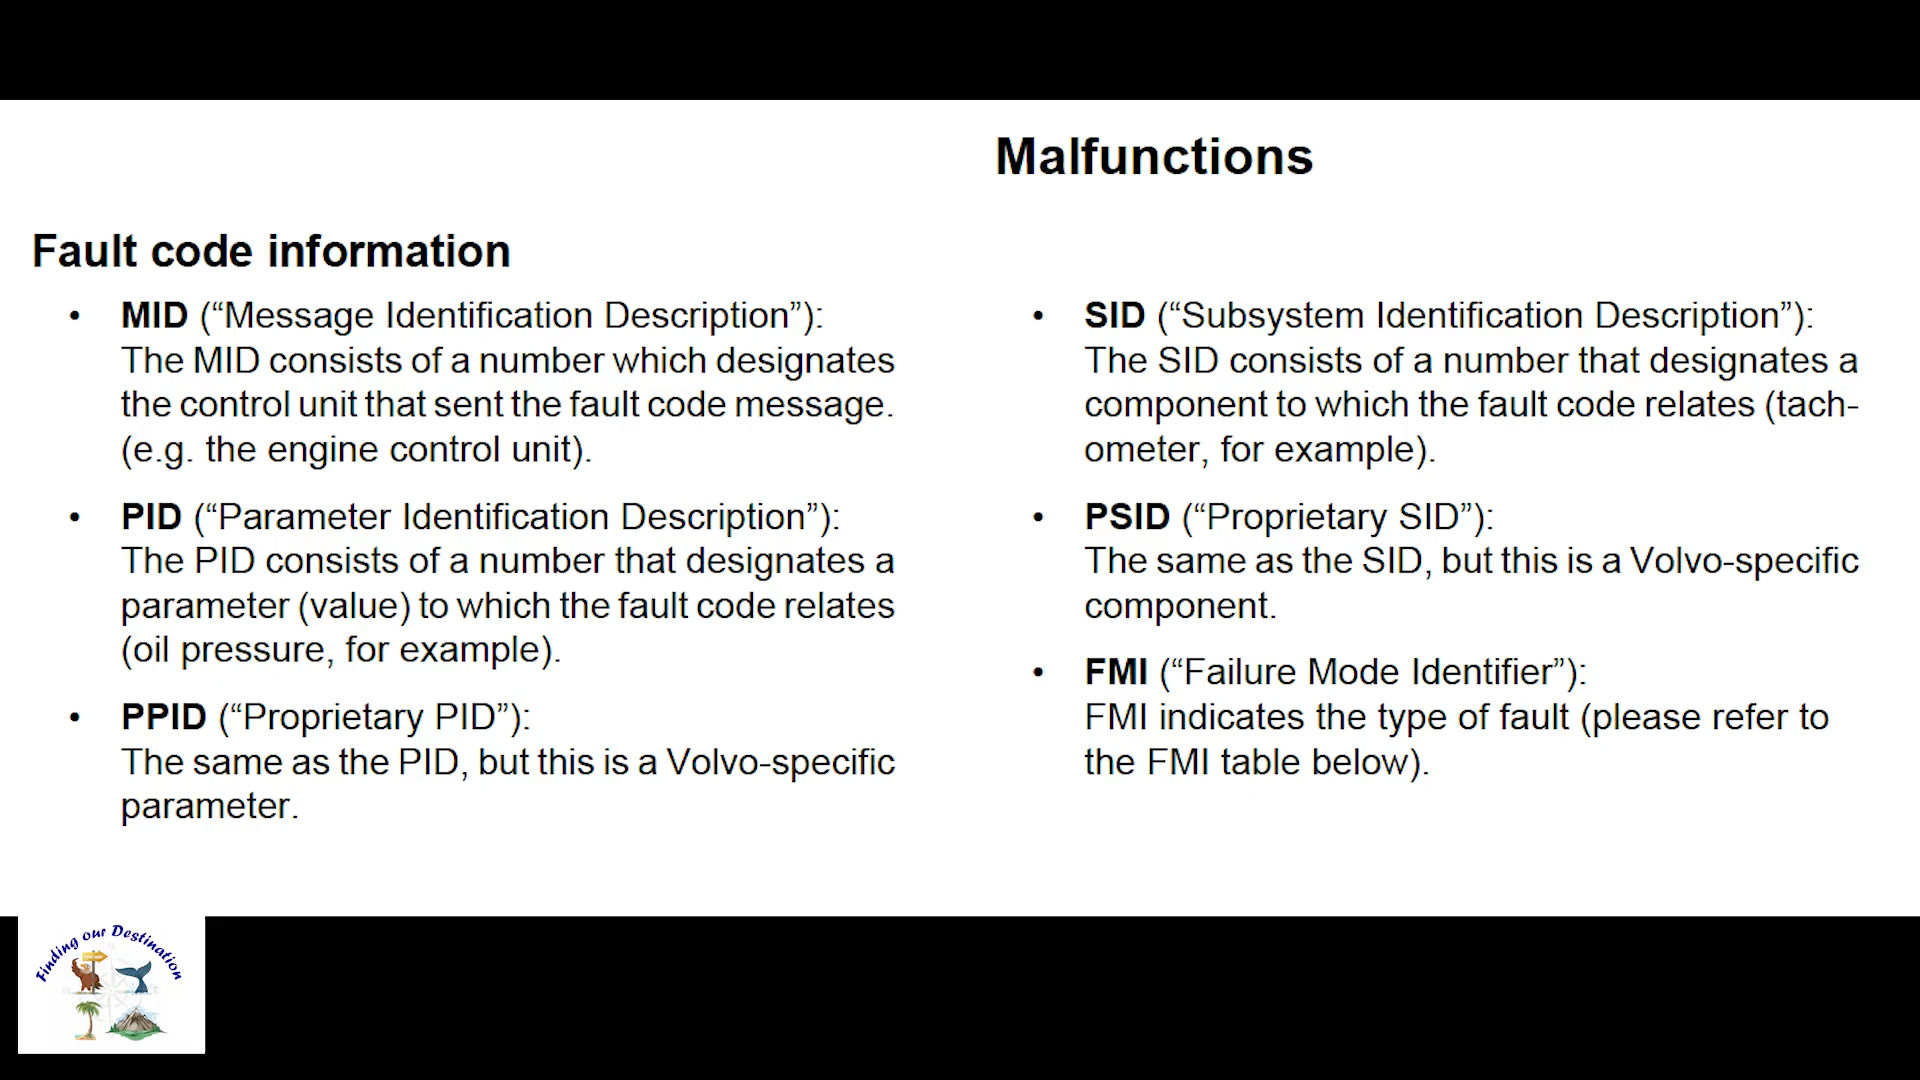 Malfunctions
Fault code information
• MID (“Message Identification Description”):
The MID consists of a number which designates
the control unit that sent the fault code message.
(e.g. the engine control unit).
• PID (“Parameter Identification Description”):
The PID consists of a number that designates a
parameter (value) to which the fault code relates
(oil pressure, for example).
• PPID (“Proprietary PID”):
The same as the PID, but this is a Volvo-specific
parameter.
• SID (“Subsystem Identification Description”):
The SID consists of a number that designates a
component to which the fault code relates (tach-
ometer, for example).
• PSID (“Proprietary SID”):
The same as the SID, but this is a Volvo-specific
component.
• FMI (“Failure Mode Identifier”):
FMI indicates the type of fault (please refer to
the FMI table below).
Finding our Destination